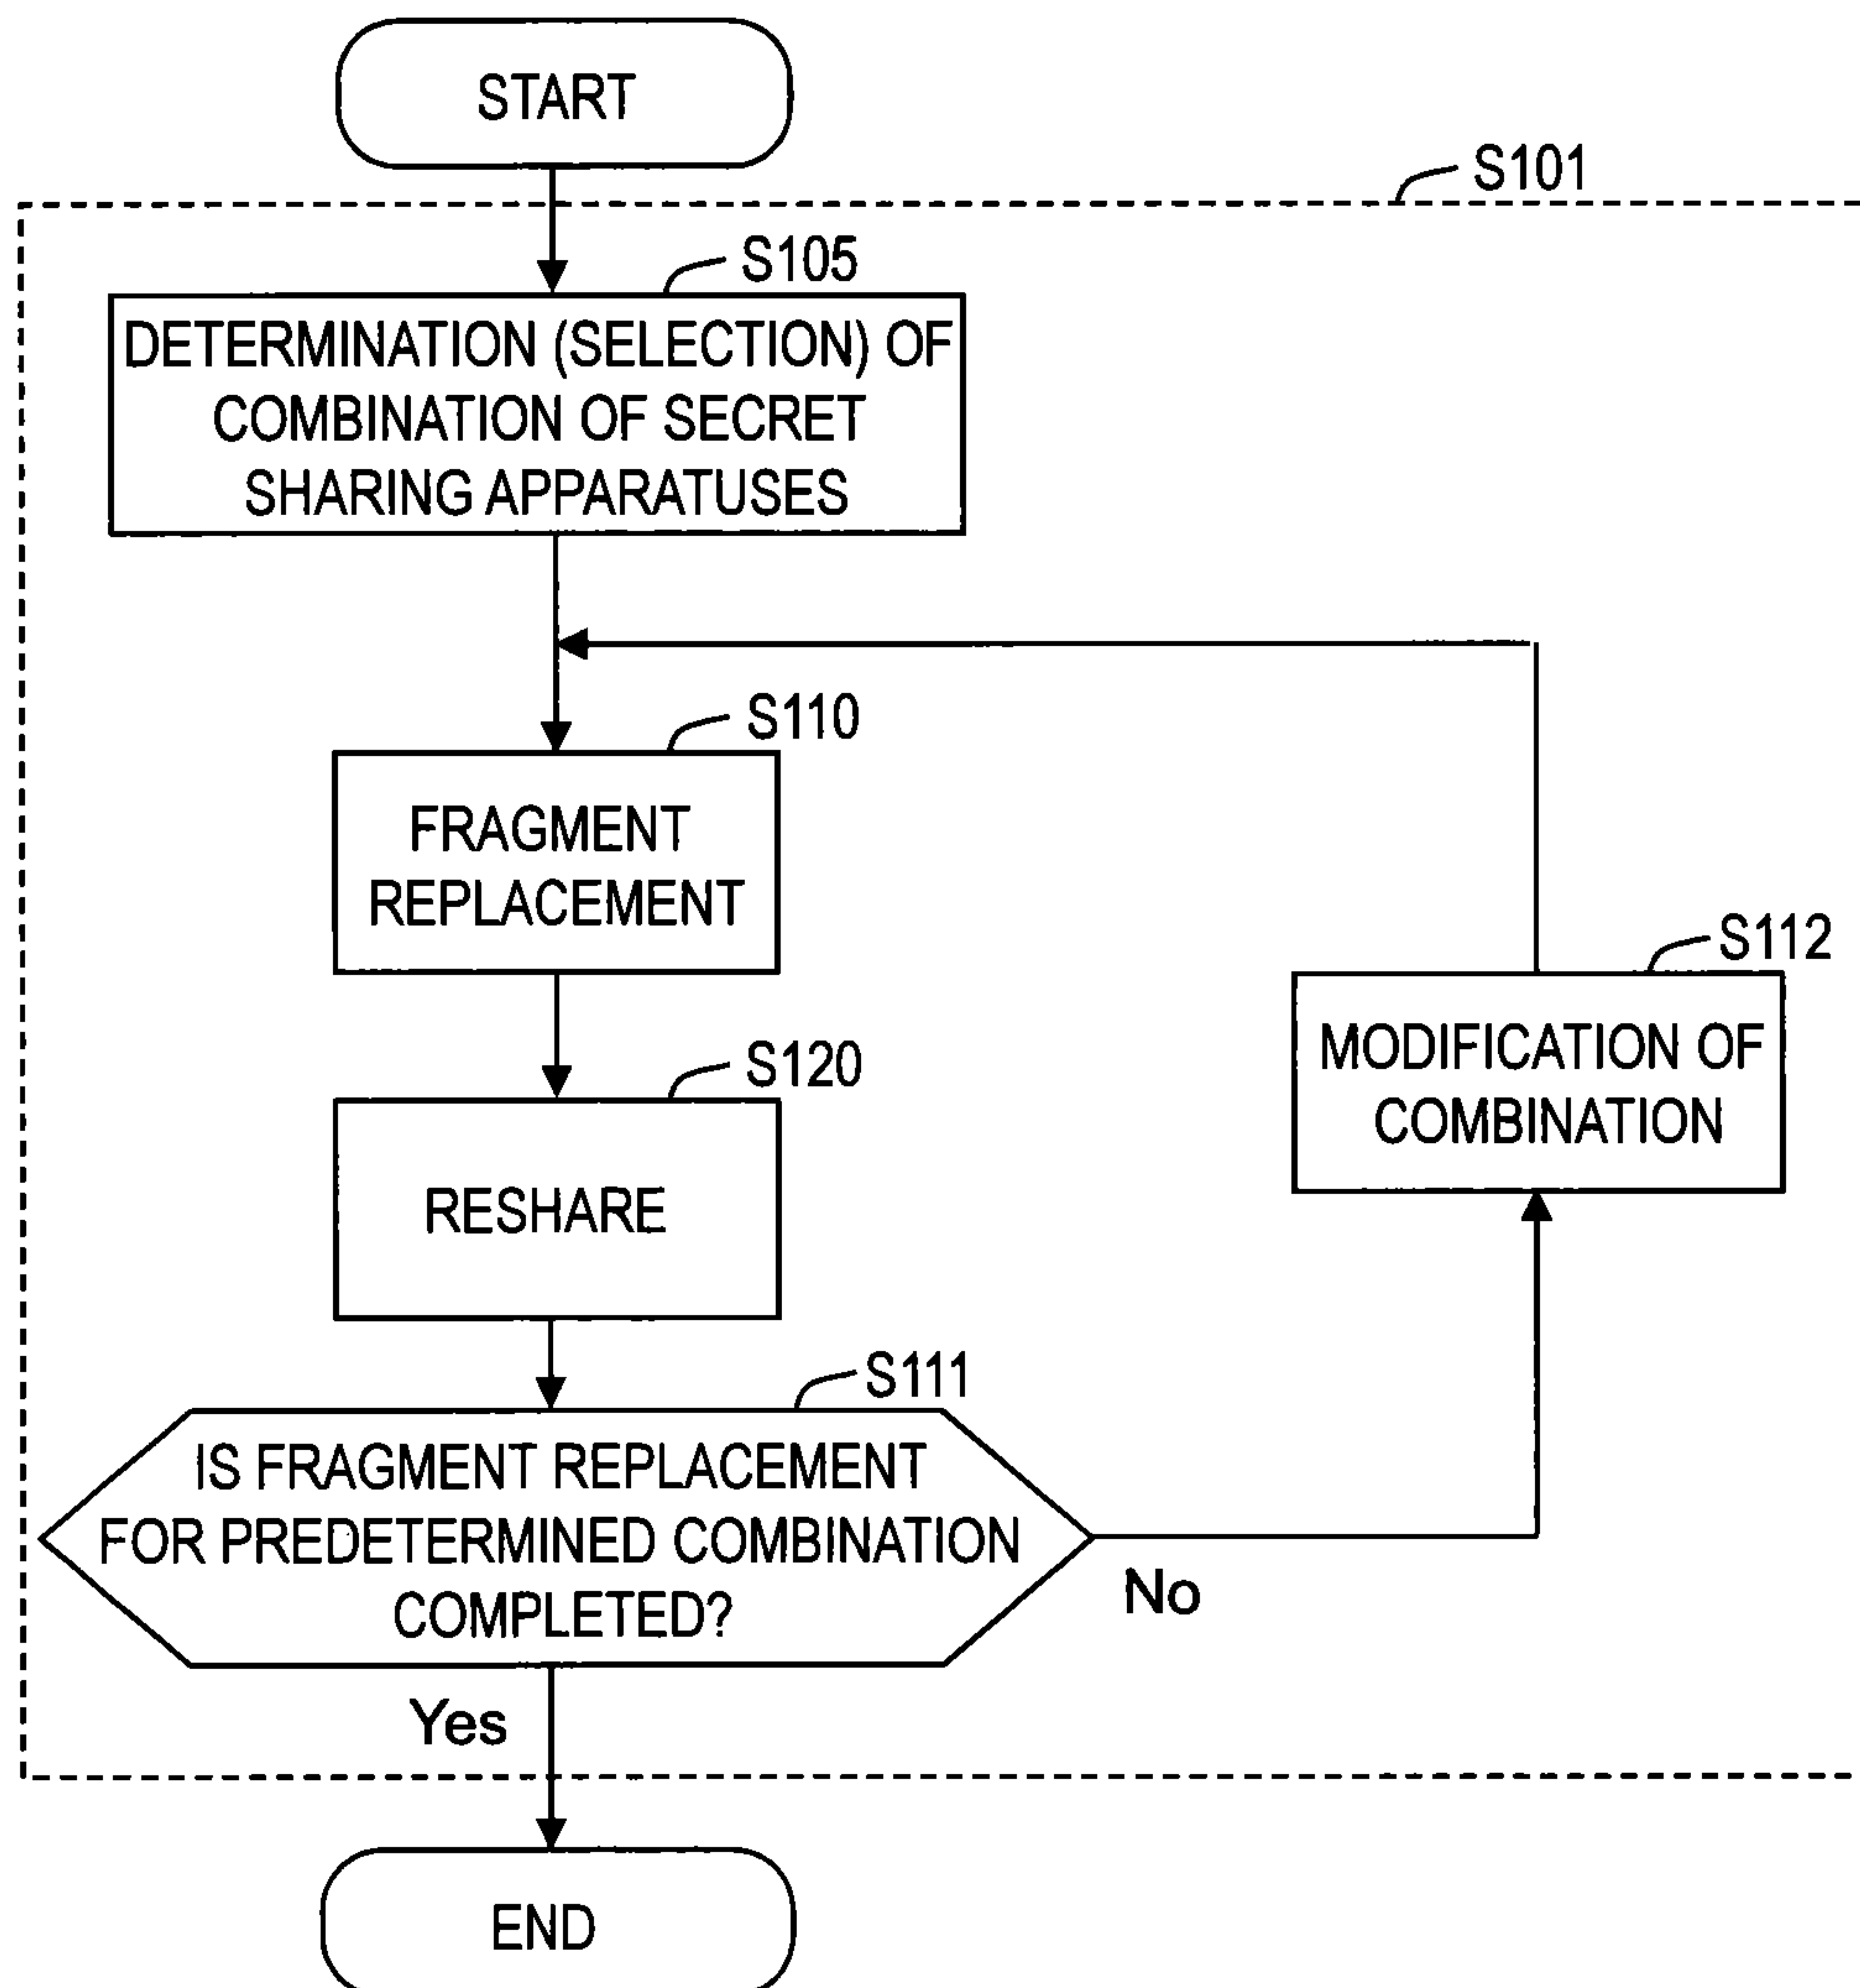 START
S101
S105
DETERMINATION (SELECTION) OF
COMBINATION OF SECRET
SHARING APPARATUSES
S110
FRAGMENT
REPLACEMENT
S112
MODIFICATION OF
COMBINATION
S120
RESHARE
S111
IS FRAGMENT REPLACEMENT
FOR PREDETERMINED COMBINATION
COMPLETED?
No
Yes
END